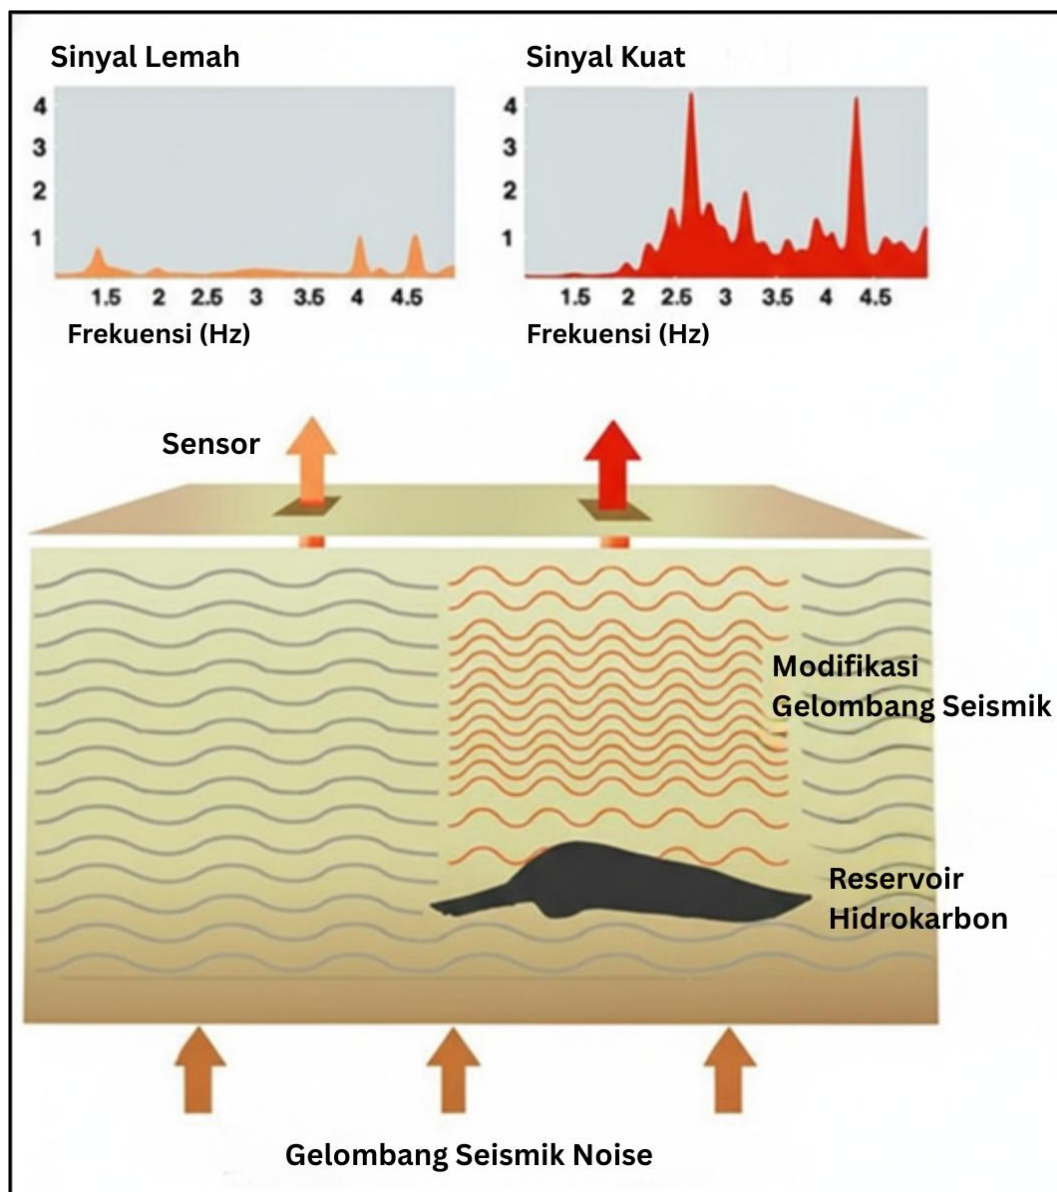 Sinyal Lemah
4
3
2
1
1.5 2 2.5 3 3.5 4 4.5
Frekuensi (Hz)
Sinyal Kuat
4
3
2
1
1.5 2 2.5 3 3.5 4 4.5
Frekuensi (Hz)
Sensor
Modifikasi
Gelombang Seismik
Reservoir
Hidrokarbon
Gelombang Seismik Noise